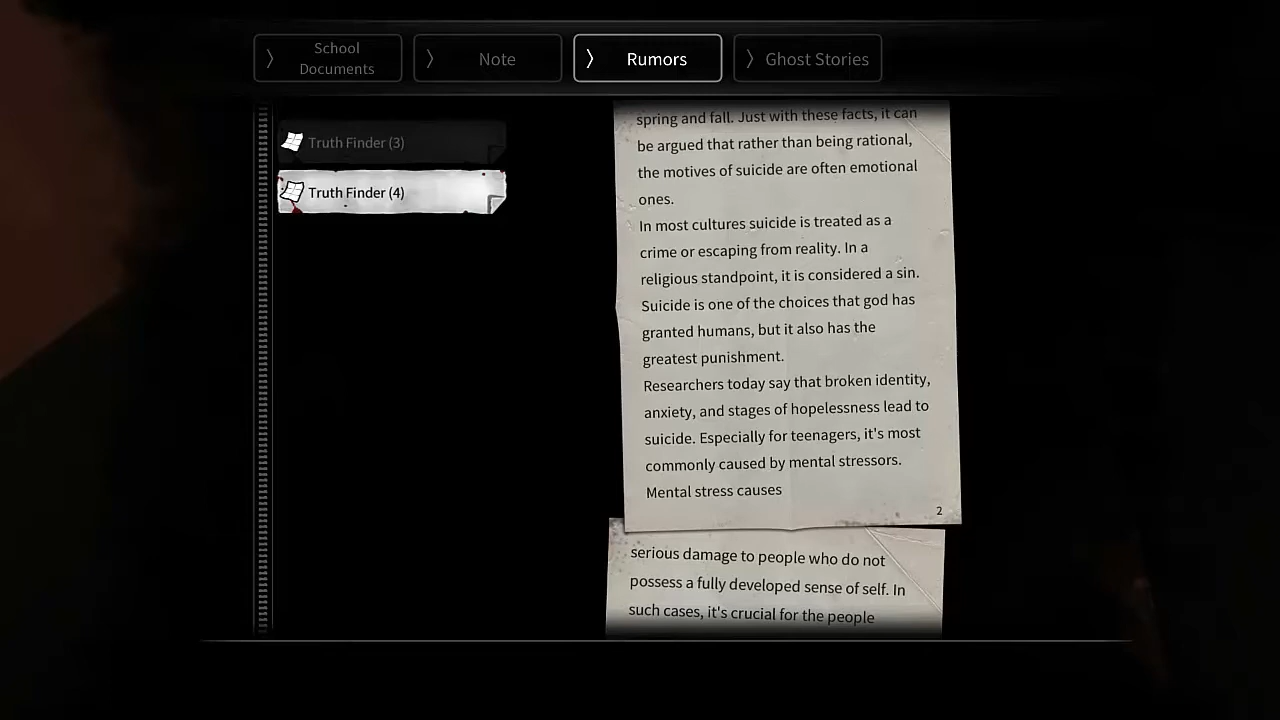 School
Documents
Note
Rumors
Ghost Stories
Truth Finder (3)
Truth Finder (4)
spring and fall. Just with these facts, it can
be argued that rather than being rational,
the motives of suicide are often emotional
ones.
In most cultures suicide is treated as a
crime or escaping from reality. In a
religious standpoint, it is considered a sin.
Suicide is one of the choices that god has
granted humans, but it also has the
greatest punishment.
Researchers today say that broken identity,
anxiety, and stages of hopelessness lead to
suicide. Especially for teenagers, it's most
commonly caused by mental stressors.
Mental stress causes
2
serious damage to people who do not
possess a fully developed sense of self. In
such cases, it's crucial for the people